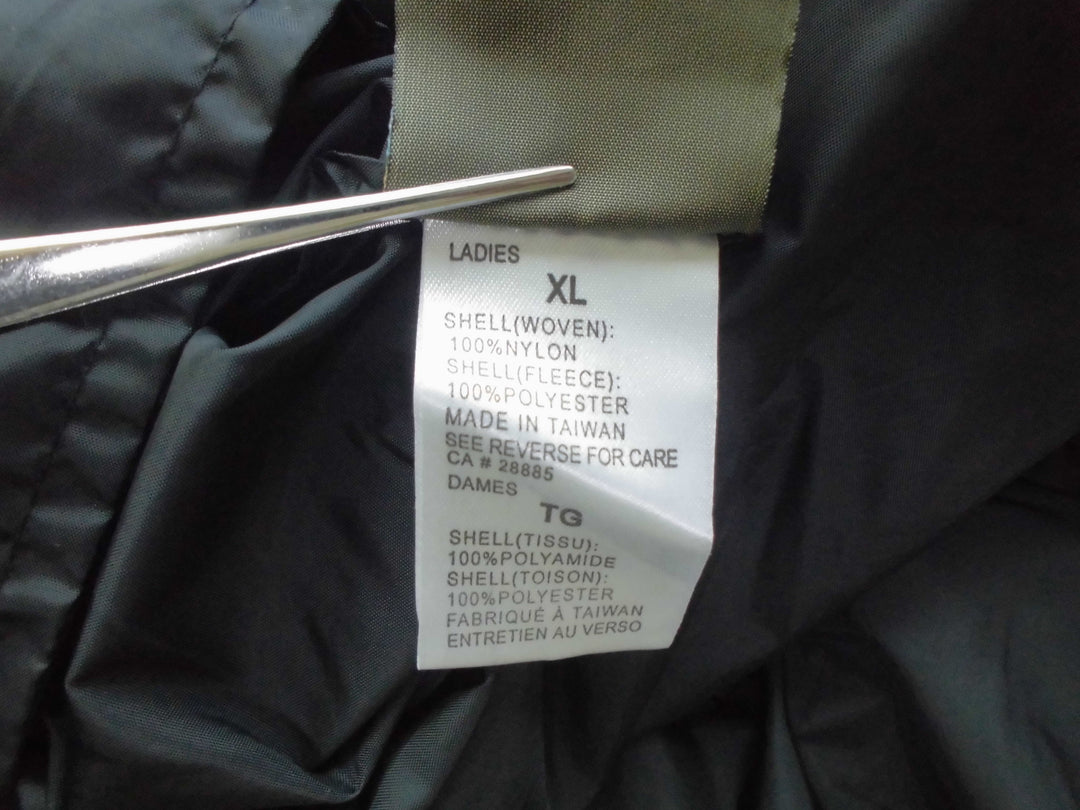 LADIES
XL
SHELL(WOVEN):
100%NYLON
SHELL(FLEECE):
100%POLYESTER
MADE IN TAIWAN
SEE REVERSE FOR CARE
CA # 28885
DAMES
TG
SHELL(TISSU):
100%POLYAMIDE
SHELL(TOISON):
100%POLYESTER
FABRIQUÉ À TAIWAN
ENTRETIEN AU VERSO